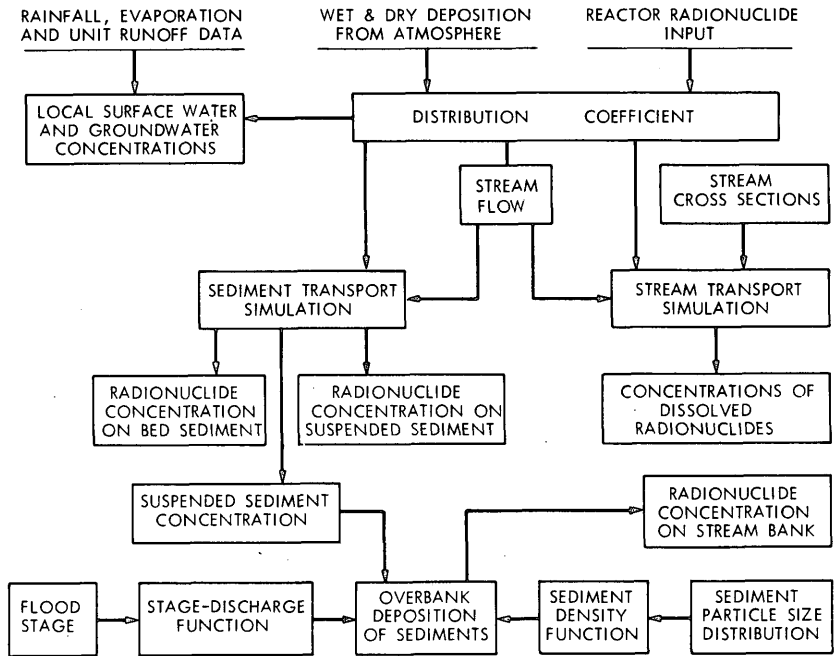 RAINFALL, EVAPORATION
AND UNIT RUNOFF DATA
WET & DRY DEPOSITION
FROM ATMOSPHERE
REACTOR RADIONUCLIDE
INPUT
LOCAL SURFACE WATER
AND GROUNDWATER
CONCENTRATIONS
DISTRIBUTION COEFFICIENT
STREAM
FLOW
STREAM
CROSS SECTIONS
SEDIMENT TRANSPORT
SIMULATION
STREAM TRANSPORT
SIMULATION
RADIONUCLIDE
CONCENTRATION
ON BED SEDIMENT
RADIONUCLIDE
CONCENTRATION ON
SUSPENDED SEDIMENT
CONCENTRATIONS OF
DISSOLVED
RADIONUCLIDES
SUSPENDED SEDIMENT
CONCENTRATION
RADIONUCLIDE
CONCENTRATION
ON STREAM BANK
FLOOD
STAGE
STAGE-DISCHARGE
FUNCTION
OVERBANK
DEPOSITION
OF SEDIMENTS
SEDIMENT
DENSITY
FUNCTION
SEDIMENT
PARTICLE SIZE
DISTRIBUTION